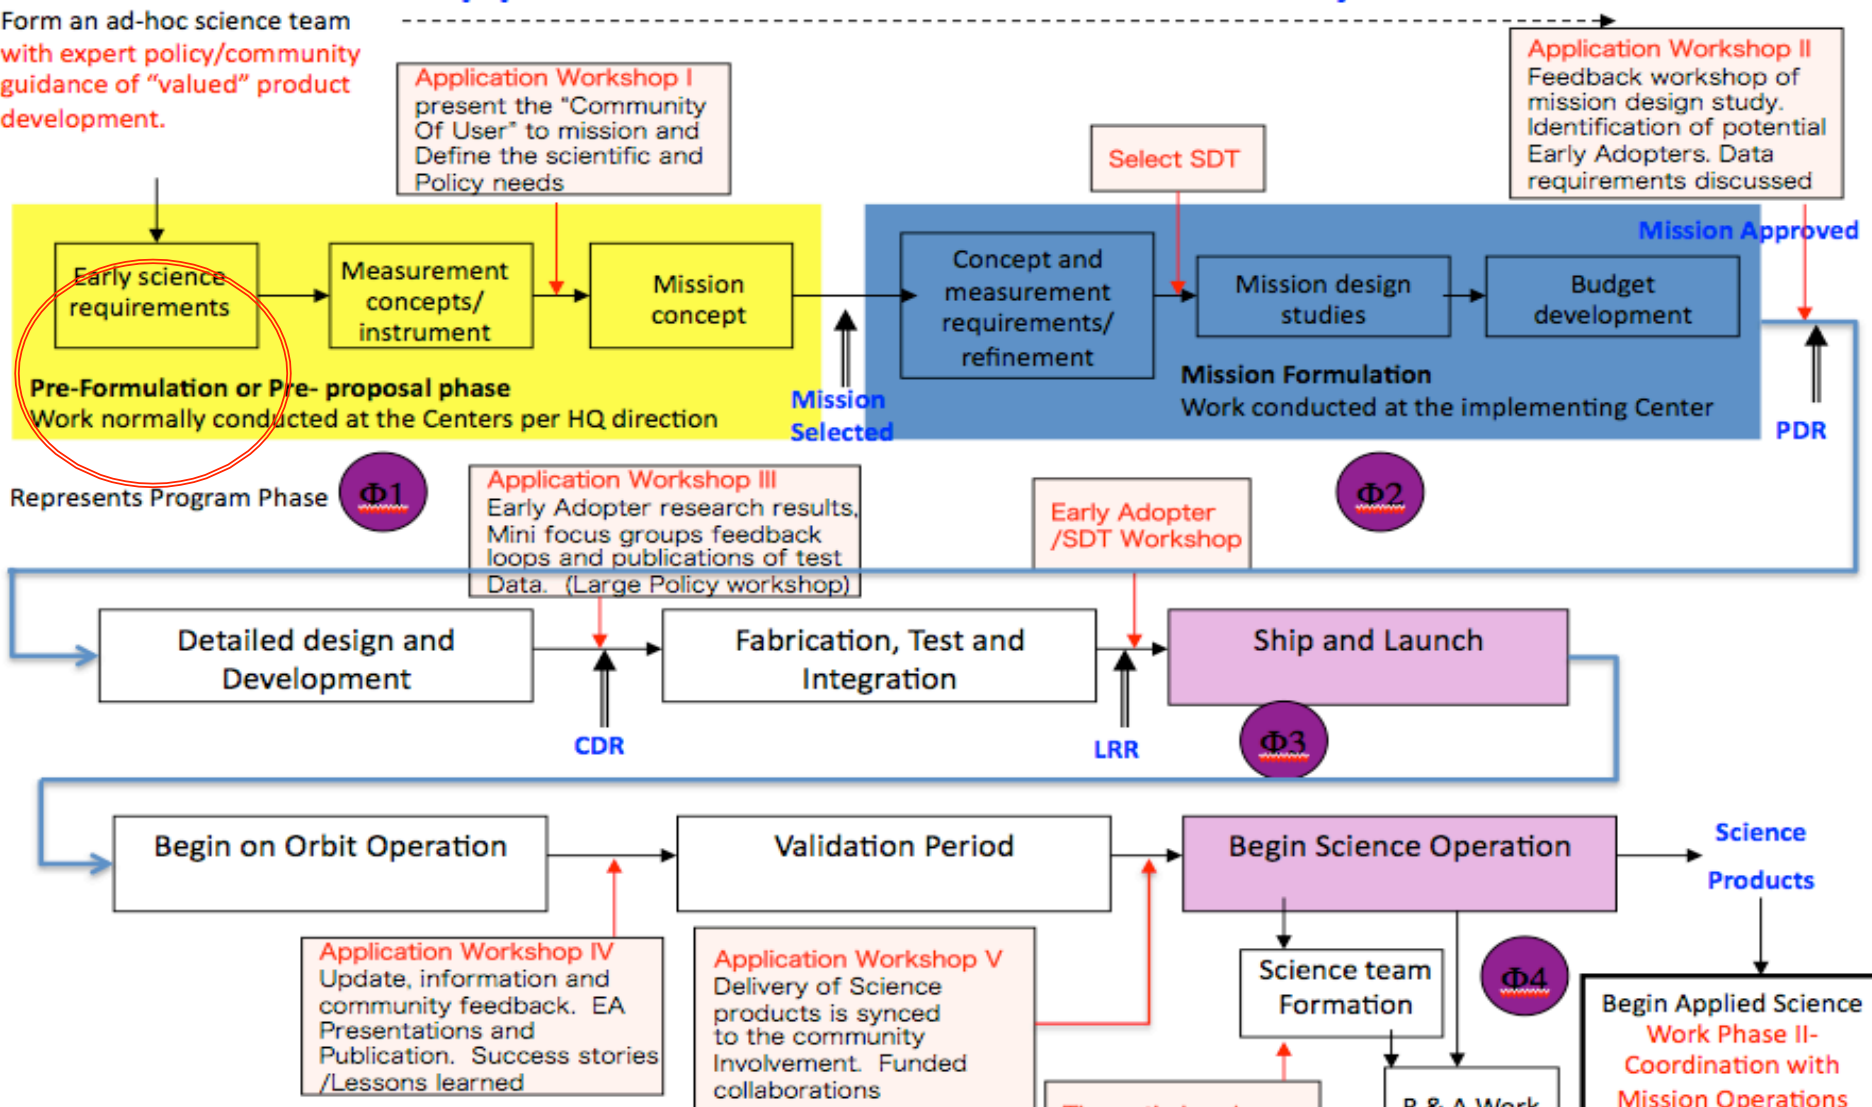 Form an ad-hoc science team
with expert policy/community
guidance of “valued” product
development.
Application Workshop I
present the “Community
Of User” to mission and
Define the scientific and
Policy needs
Select SDT
Application Workshop II
Feedback workshop of
mission design study.
Identification of potential
Early Adopters. Data
requirements discussed
Mission Approved
Early science
requirements
Measurement
concepts/
instrument
Mission
concept
Concept and
measurement
requirements/
refinement
Mission design
studies
Budget
development
Pre-Formulation or Pre- proposal phase
Work normally conducted at the Centers per HQ direction
Mission
Selected
Mission Formulation
Work conducted at the implementing Center
PDR
Represents Program Phase
Φ1
Application Workshop III
Early Adopter research results,
Mini focus groups feedback
loops and publications of test
Data. (Large Policy workshop)
Early Adopter
/SDT Workshop
Φ2
Detailed design and
Development
Fabrication, Test and
Integration
Ship and Launch
CDR
LRR
Φ3
Begin on Orbit Operation
Validation Period
Begin Science Operation
Science
Products
Application Workshop IV
Update, information and
community feedback. EA
Presentations and
Publication. Success stories
/Lessons learned
Application Workshop V
Delivery of Science
products is synced
to the community
Involvement. Funded
collaborations
Science team
Formation
Φ4
Begin Applied Science
Work Phase II-
Coordination with
Mission Operations
R & A Work